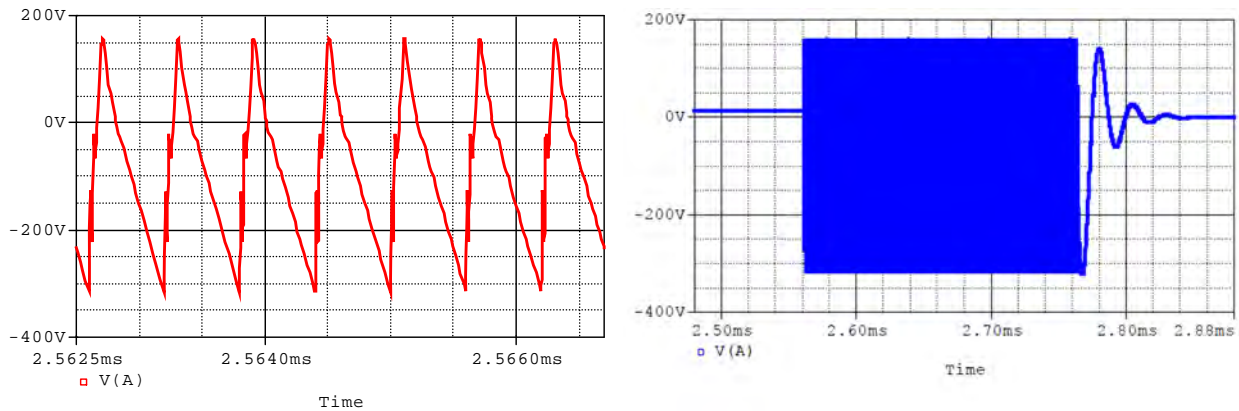 200V
0V
-200V
-400V
2.5625ms
2.5640ms
2.5660ms
V(A)
Time
200V
0V
-200V
-400V
2.50ms
2.60ms
2.70ms
2.80ms
2.88ms
V(A)
Time